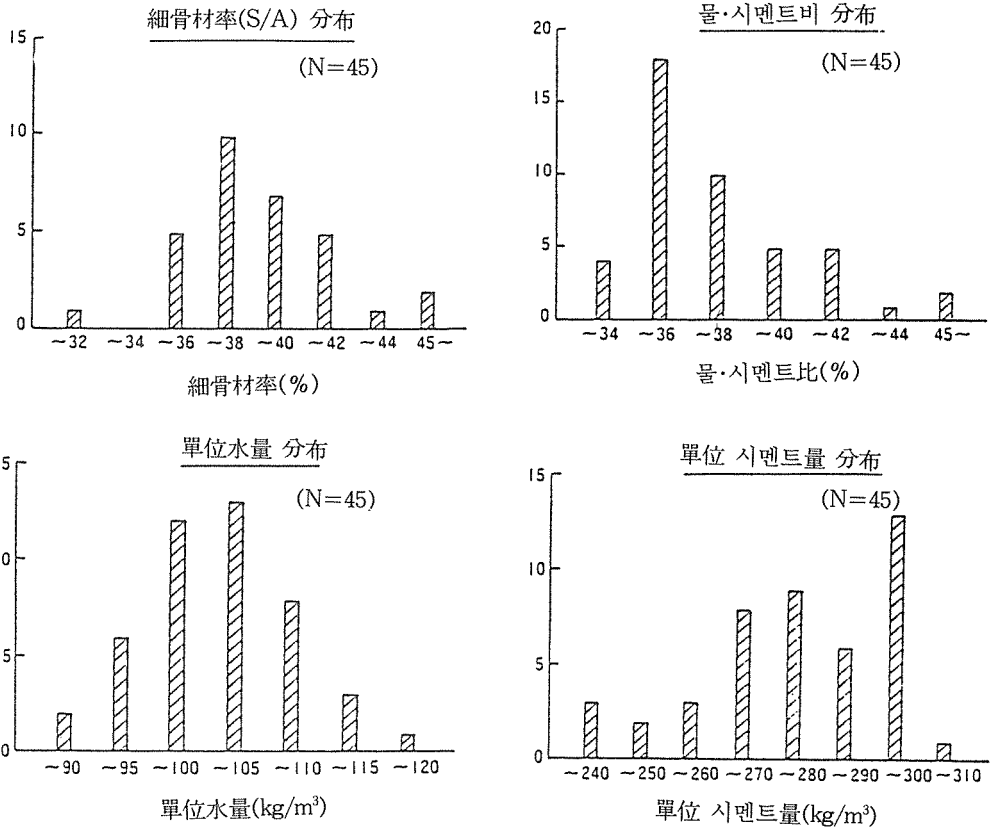 細骨材率(S/A) 分布
(N=45)
15
10
5
0
~32 ~34 ~36 ~38 ~40 ~42 ~44 45~
細骨材率(%)
물·시멘트비 分布
(N=45)
20
15
10
5
0
~34 ~36 ~38 ~40 ~42 ~44 45~
물·시멘트比(%)
單位水量 分布
(N=45)
5
0
5
0
~90 ~95 ~100 ~105 ~110 ~115 ~120
單位水量(kg/m³)
單位 시멘트量 分布
(N=45)
15
10
5
0
~240 ~250 ~260 ~270 ~280 ~290 ~300 ~310
單位 시멘트量(kg/m³)